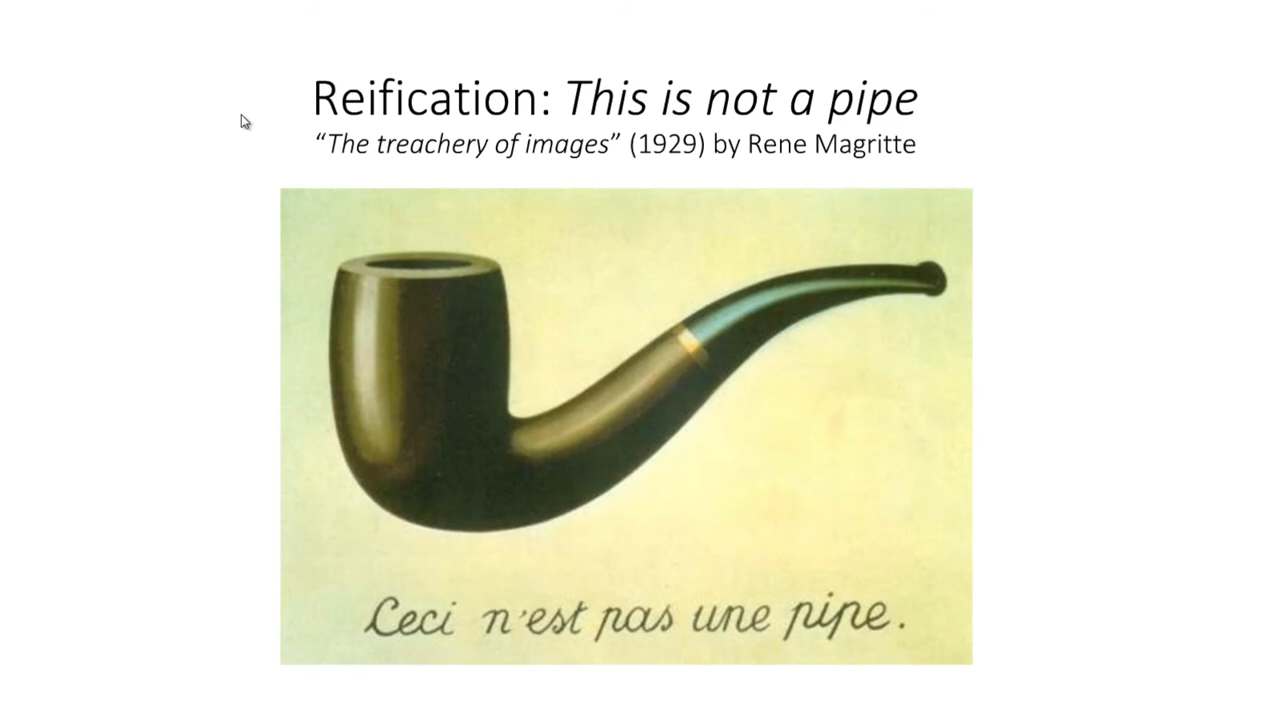 Reification: This is not a pipe
“The treachery of images” (1929) by Rene Magritte
Ceci n'est pas une pipe.